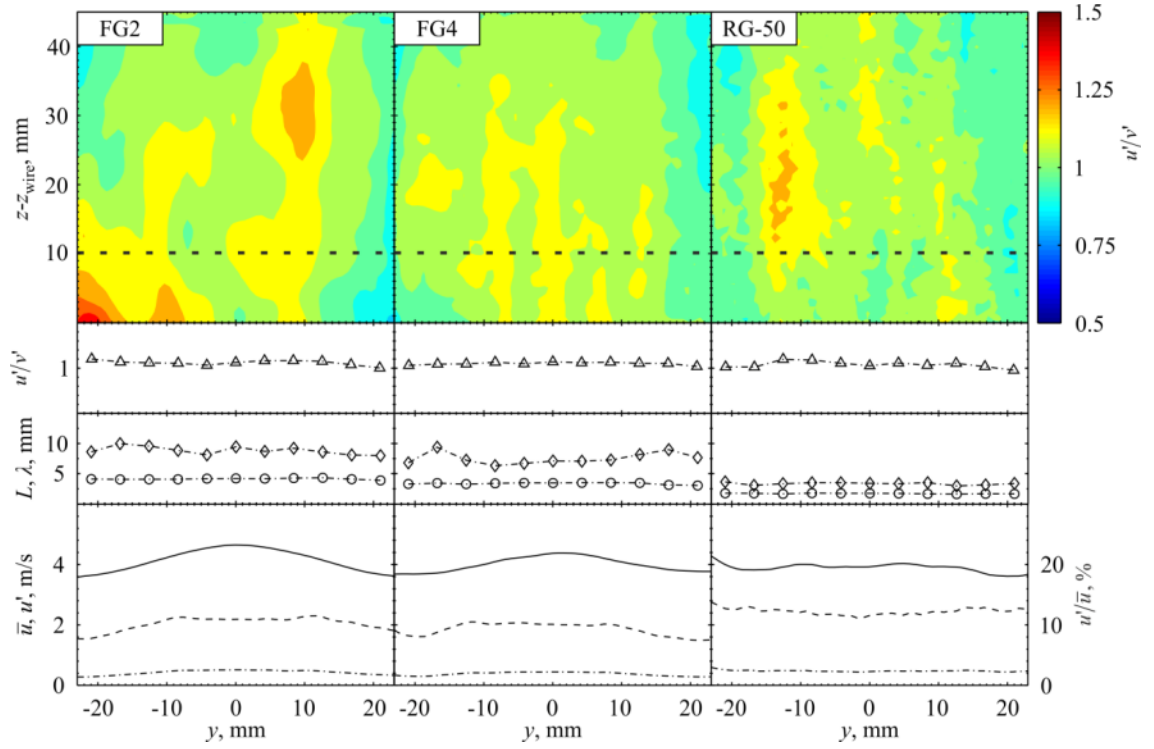 FG2 FG4 RG-50
z-z_wire, mm
40
30
20
10
1.5
1.25
1
0.75
0.5
u'/v'
u'/v'
1
L, λ, mm
10
5
u̅, u', m/s
4
2
0
20
10
0
u'/u̅, %
-20 -10 0 10 20 -20 -10 0 10 20 -20 -10 0 10 20
y, mm y, mm y, mm